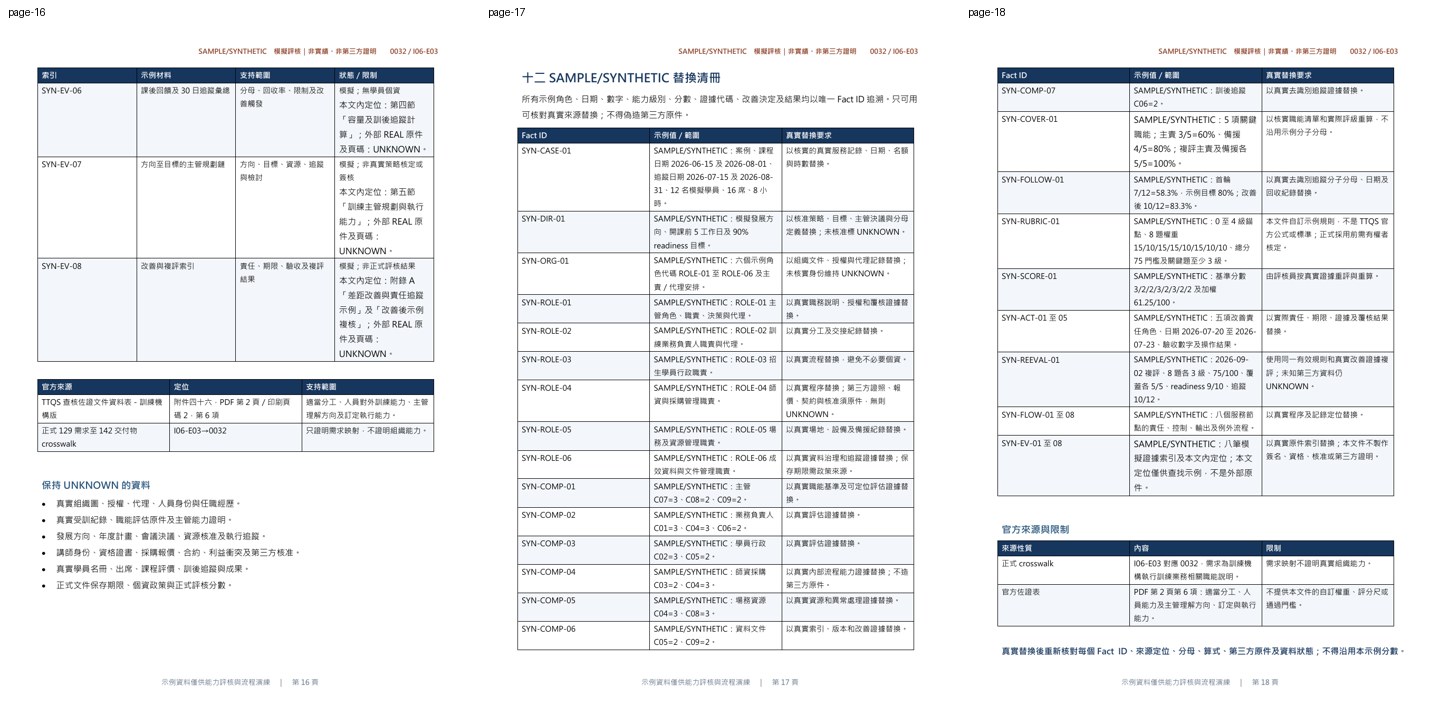 page-16
SAMPLE/SYNTHETIC 模擬評核｜非實績、非第三方證明 0032 / I06-E03
索引 示例材料 支持範圍 狀態 / 限制
SYN-EV-06 課後回饋及 30 日追蹤彙總 分母、回收率、限制及改善觸發 模擬；無學員個資
本文內定位：第四節「容量及訓後追蹤計算」；外部 REAL 原件及頁碼：UNKNOWN。
SYN-EV-07 方向至目標的主管規劃鏈 方向、目標、資源、追蹤與檢討 模擬；非真實策略核定或簽核
本文內定位：第五節「訓練主管規劃與執行能力」；外部 REAL 原件及頁碼：UNKNOWN。
SYN-EV-08 改善與複評索引 責任、期限、驗收及複評結果 模擬；非正式評核結果
本文內定位：附錄 A「差距改善與責任追蹤示例」及「改善後示例複核」；外部 REAL 原件及頁碼：UNKNOWN。
官方來源 定位 支持範圍
TTQS 查核佐證文件資料表 - 訓練機構版 附件四十六、PDF 第 2 頁 / 印刷頁碼 2、第 6 項 適當分工、人員對外訓練能力、主管理解方向及訂定執行能力。
正式 129 需求至 142 交付物 crosswalk I06-E03→0032 只證明需求映射，不證明組織能力。
保持 UNKNOWN 的資料
• 真實組織圖、授權、代理、人員身份與任職經歷。
• 真實受訓紀錄、職能評估原件及主管能力證明。
• 發展方向、年度計畫、會議決議、資源核准及執行追蹤。
• 講師身份、資格證書、採購報價、合約、利益衝突及第三方核准。
• 真實學員名冊、出席、課程評價、訓後追蹤與成果。
• 正式文件保存期限、個資政策與正式評核分數。
示例資料僅供能力評核與流程演練 | 第 16 頁
page-17
SAMPLE/SYNTHETIC 模擬評核｜非實績、非第三方證明 0032 / I06-E03
十二 SAMPLE/SYNTHETIC 替換清冊
所有示例角色、日期、數字、能力級別、分數、證據代碼、改善決定及結果均以唯一 Fact ID 追溯。只可用
可核對真實來源替換；不得偽造第三方原件。
Fact ID 示例值 / 範圍 真實替換要求
SYN-CASE-01 SAMPLE/SYNTHETIC：案例、課程日期 2026-06-15 及 2026-08-01、追蹤日期 2026-07-15 及 2026-08-31、12 名模擬學員、16 席、8 小時。 以核實的真實服務記錄、日期、名額與時數替換。
SYN-DIR-01 SAMPLE/SYNTHETIC：模擬發展方向、開課前 5 工作日及 90% readiness 目標。 以核准策略、目標、主管決議與分母定義替換；未核准標 UNKNOWN。
SYN-ORG-01 SAMPLE/SYNTHETIC：六個示例角色代碼 ROLE-01 至 ROLE-06 及主責 / 代理安排。 以組織文件、授權與代理記錄替換；未核實身份維持 UNKNOWN。
SYN-ROLE-01 SAMPLE/SYNTHETIC：ROLE-01 主管角色、職責、決策與代理。 以真實職務說明、授權和覆核證據替換。
SYN-ROLE-02 SAMPLE/SYNTHETIC：ROLE-02 訓練業務負責人職責與代理。 以真實分工及交接紀錄替換。
SYN-ROLE-03 SAMPLE/SYNTHETIC：ROLE-03 招生學員行政職責。 以真實流程替換，避免不必要個資。
SYN-ROLE-04 SAMPLE/SYNTHETIC：ROLE-04 師資與採購管理職責。 以真實程序替換；第三方證照、報價、契約與核准須原件，無則 UNKNOWN。
SYN-ROLE-05 SAMPLE/SYNTHETIC：ROLE-05 場務及資源管理職責。 以真實場地、設備及備援紀錄替換。
SYN-ROLE-06 SAMPLE/SYNTHETIC：ROLE-06 成效資料與文件管理職責。 以真實資料治理和追蹤證據替換；保存期限需政策來源。
SYN-COMP-01 SAMPLE/SYNTHETIC：主管 C07=3、C08=2、C09=2。 以真實職能基準及可定位評估證據替換。
SYN-COMP-02 SAMPLE/SYNTHETIC：業務負責人 C01=3、C04=3、C06=2。 以真實評估證據替換。
SYN-COMP-03 SAMPLE/SYNTHETIC：學員行政 C02=3、C05=2。 以真實評估證據替換。
SYN-COMP-04 SAMPLE/SYNTHETIC：師資採購 C03=2、C04=3。 以真實內部流程能力證據替換；不造第三方原件。
SYN-COMP-05 SAMPLE/SYNTHETIC：場務資源 C04=3、C08=3。 以真實資源和異常處理證據替換。
SYN-COMP-06 SAMPLE/SYNTHETIC：資料文件 C05=2、C09=2。 以真實索引、版本和改善證據替換。
示例資料僅供能力評核與流程演練 | 第 17 頁
page-18
SAMPLE/SYNTHETIC 模擬評核｜非實績、非第三方證明 0032 / I06-E03
Fact ID 示例值 / 範圍 真實替換要求
SYN-COMP-07 SAMPLE/SYNTHETIC：訓後追蹤 C06=2。 以真實去識別追蹤證據替換。
SYN-COVER-01 SAMPLE/SYNTHETIC：5 項關鍵職能；主責 3/5=60%、備援 4/5=80%；複評主責及備援各 5/5=100%。 以核實職能清單和實際評級重算，不沿用示例分子分母。
SYN-FOLLOW-01 SAMPLE/SYNTHETIC：首輪 7/12=58.3%，示例目標 80%；改善後 10/12=83.3%。 以真實去識別追蹤分子分母、日期及回收紀錄替換。
SYN-RUBRIC-01 SAMPLE/SYNTHETIC：0 至 4 級錨點、8 題權重 15/10/15/15/10/15/10/10、總分 75 門檻及關鍵題至少 3 級。 本文件自訂示例規則，不是 TTQS 官方公式或標準；正式採用前需有權者核定。
SYN-SCORE-01 SAMPLE/SYNTHETIC：基準分數 3/2/2/3/2/3/2/2 及加權 61.25/100。 由評核員按真實證據重評與重算。
SYN-ACT-01 至 05 SAMPLE/SYNTHETIC：五項改善責任角色、日期 2026-07-20 至 2026-07-23、驗收數字及操作結果。 以實際責任、期限、證據及覆核結果替換。
SYN-REEVAL-01 SAMPLE/SYNTHETIC：2026-09-02 複評、8 題各 3 級、75/100、覆蓋各 5/5、readiness 9/10、追蹤 10/12。 使用同一有效規則和真實改善證據複評；未知第三方資料仍 UNKNOWN。
SYN-FLOW-01 至 08 SAMPLE/SYNTHETIC：八個服務節點的責任、控制、輸出及例外流程。 以真實程序及紀錄定位替換。
SYN-EV-01 至 08 SAMPLE/SYNTHETIC：八筆模擬證據索引及本文內定位；本文定位僅供查找示例，不是外部原件。 以真實原件索引替換；本文件不製作簽名、資格、核准或第三方證明。
官方來源與限制
來源性質 內容 限制
正式 crosswalk I06-E03 對應 0032，需求為訓練機構執行訓練業務相關職能說明。 需求映射不證明真實組織能力。
官方佐證表 PDF 第 2 頁第 6 項：適當分工、人員能力及主管理解方向、訂定與執行能力。 不提供本文件的自訂權重、評分尺或通過門檻。
真實替換後重新核對每個 Fact ID、來源定位、分母、算式、第三方原件及資料狀態；不得沿用本示例分數。
示例資料僅供能力評核與流程演練 | 第 18 頁